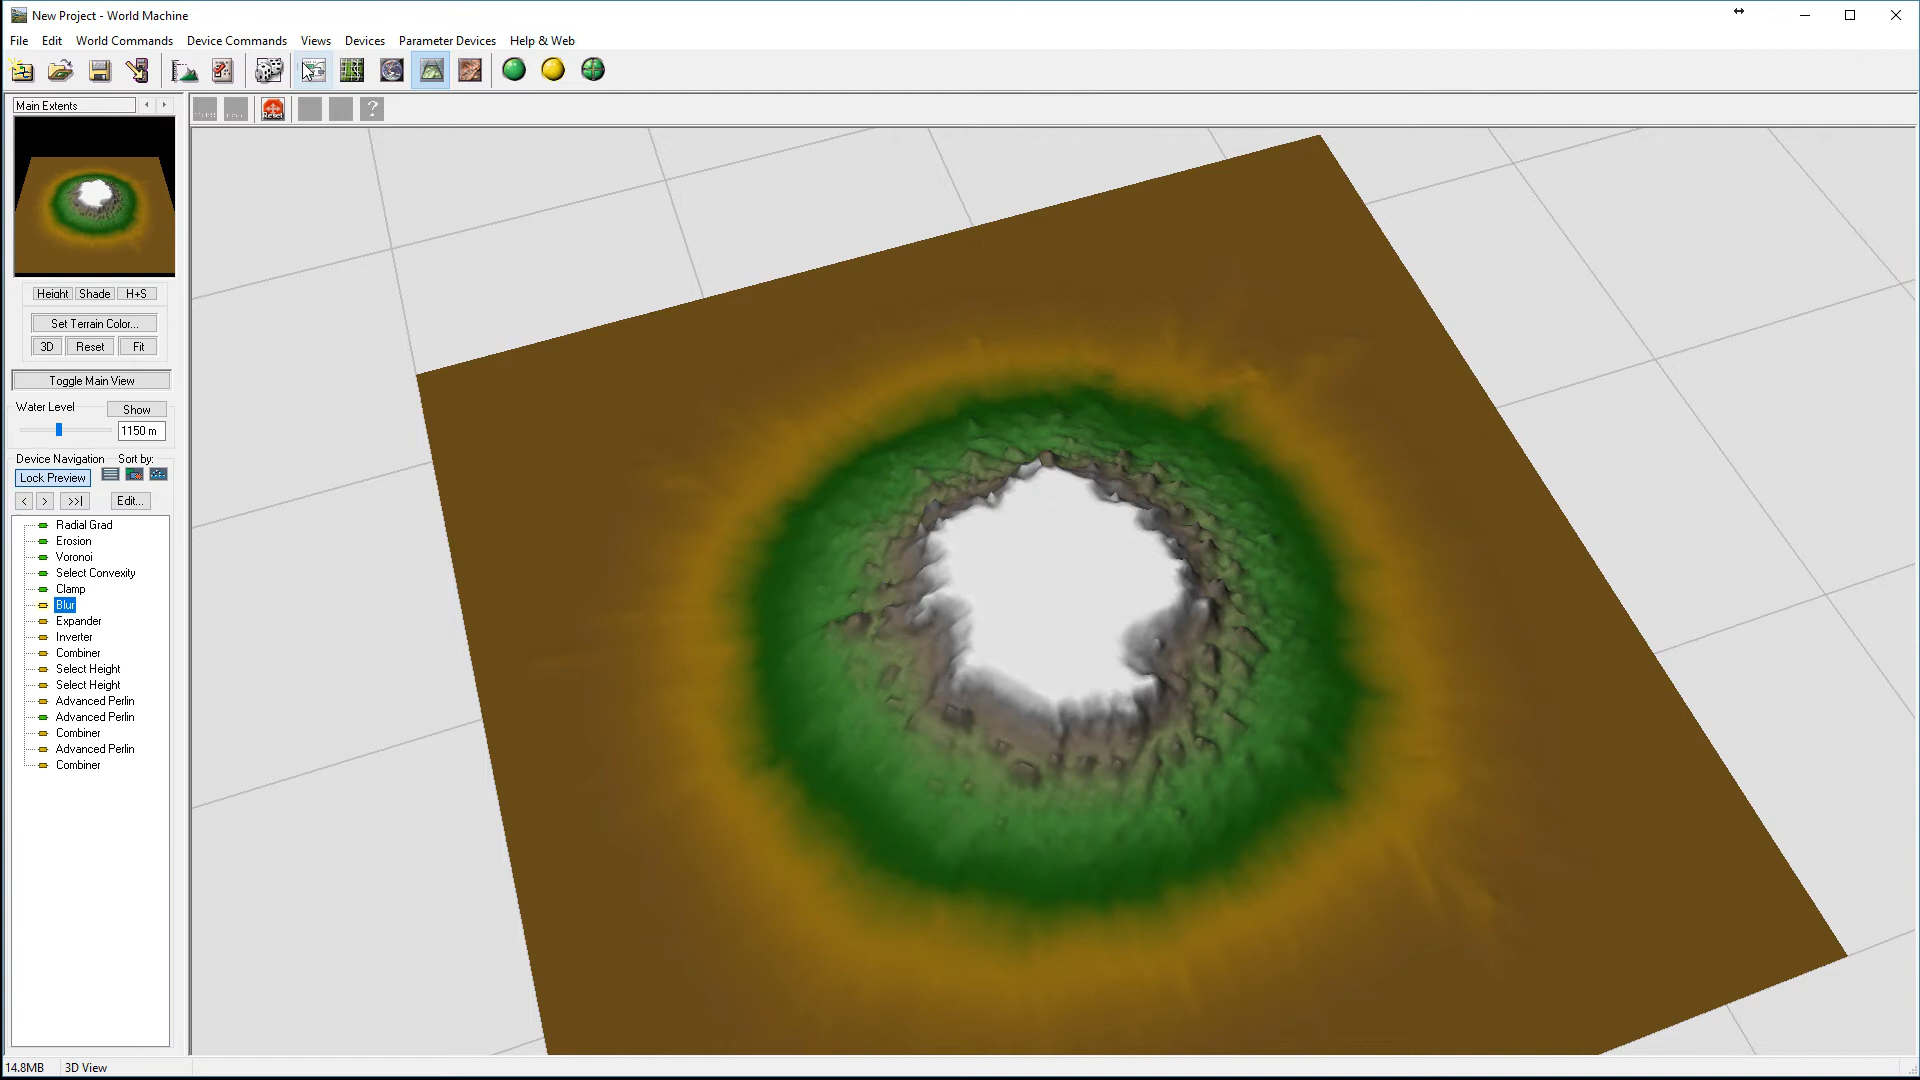 New Project - World Machine
File Edit World Commands Device Commands Views Devices Parameter Devices Help & Web
Main Extents
Reset
?
Height Shade H+S
Set Terrain Color...
3D Reset Fit
Toggle Main View
Water Level Show
1150 m
Device Navigation Sort by:
Lock Preview
< > >>| Edit...
Radial Grad
Erosion
Voronoi
Select Convexity
Clamp
Blur
Expander
Inverter
Combiner
Select Height
Select Height
Advanced Perlin
Advanced Perlin
Combiner
Advanced Perlin
Combiner
14.8MB 3D View